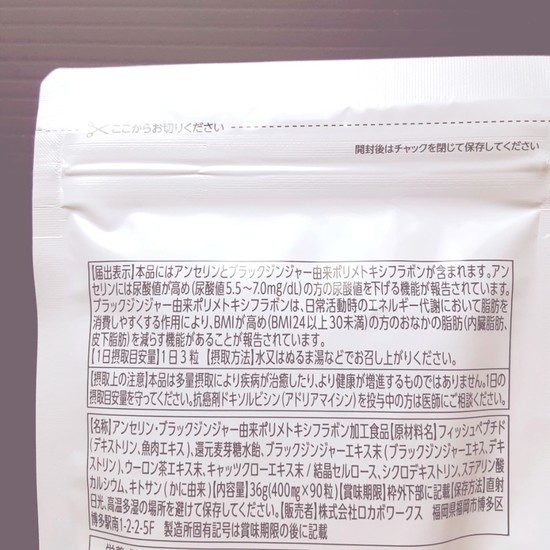 ここからお切りください
開封後はチャックを閉じて保存してください
【届出表示】本品にはアンセリンとブラックジンジャー由来ポリメトキシフラボンが含まれます。アン
セリンには尿酸値が高め(尿酸値5.5~7.0mg/dL)の方の尿酸値を下げる機能が報告されています。
ブラックジンジャー由来ポリメトキシフラボンは、日常活動時のエネルギー代謝において脂肪を
消費しやすくする作用により、BMIが高め(BMI24以上30未満)の方のおなかの脂肪(内臓脂肪、
皮下脂肪)を減らす機能があることが報告されています。
【1日摂取目安量】1日3粒 【摂取方法】水又はぬるま湯などでお召し上がりください。
【摂取上の注意】本品は多量摂取により疾病が治癒したり、より健康が増進するものではありません。1日の
摂取目安量を守ってください。抗癌剤ドキソルビシン(アドリアマイシン)を投与中の方は医師にご相談ください。
【名称】アンセリン・ブラックジンジャー由来ポリメトキシフラボン加工食品【原材料名】フィッシュペプチド
(デキストリン、魚肉エキス)、還元麦芽糖水飴、ブラックジンジャーエキス末(ブラックジンジャーエキス、デキ
ストリン)、ウーロン茶エキス末、キャッツクローエキス末/結晶セルロース、シクロデキストリン、ステアリン酸
カルシウム、キトサン(かに由来)【内容量】36g(400mg×90粒)【賞味期限】枠外下部に記載【保存方法】直射
日光、高温多湿の場所を避けて保存してください。【販売者】株式会社ロカボワークス 福岡県福岡市博多区
博多駅南1-2-2-5F 製造所固有記号は賞味期限の後に記載